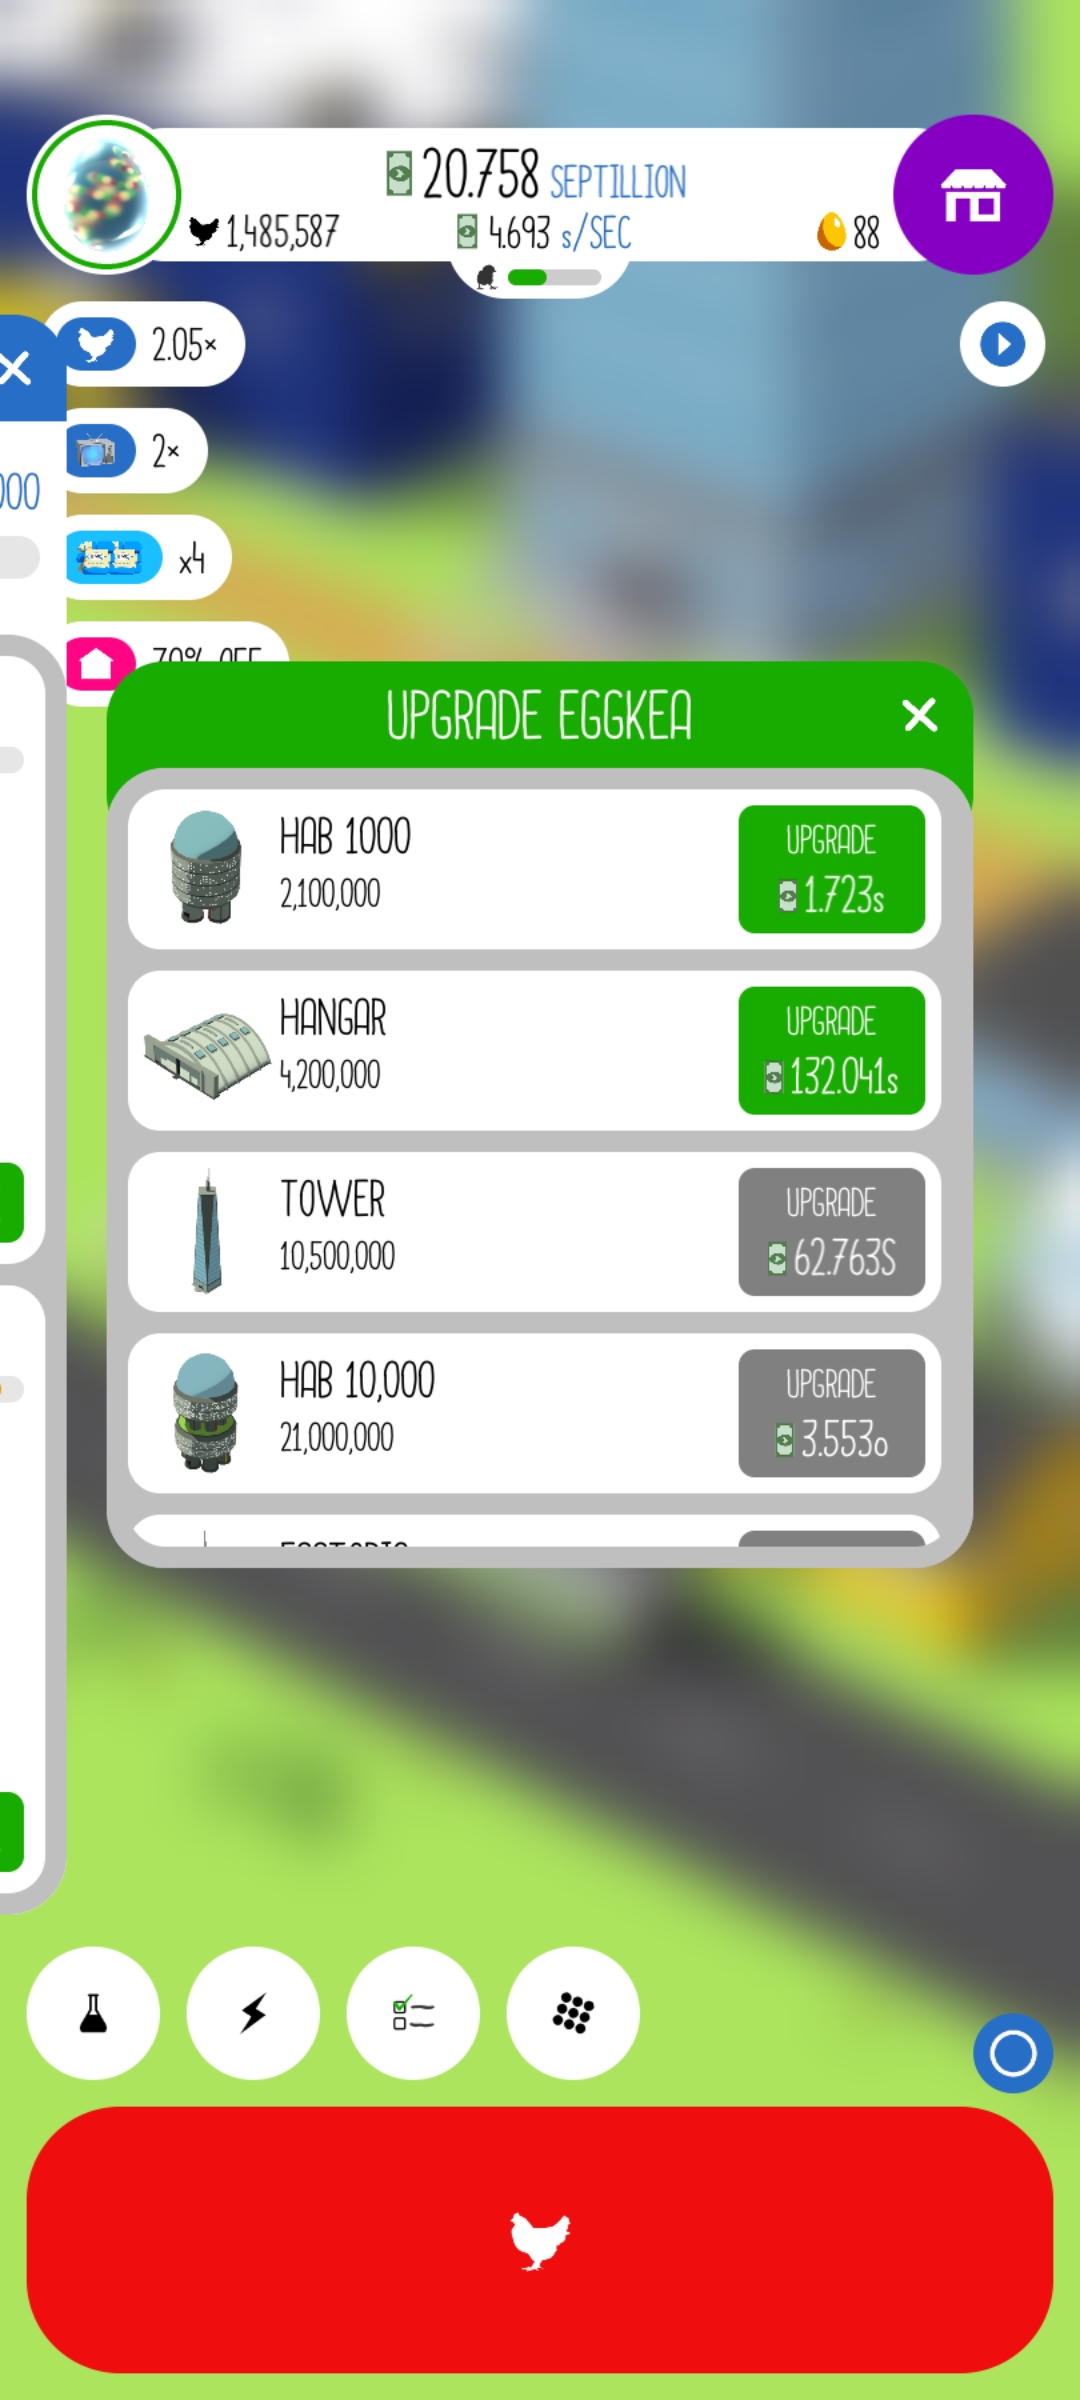 20.758 SEPTILLION
1,485,587
4.693 s/SEC
88
2.05×
2×
000
x4
70% OFF
UPGRADE EGGKEA
HAB 1000
2,100,000
UPGRADE
1.723s
HANGAR
4,200,000
UPGRADE
132.041s
TOWER
10,500,000
UPGRADE
62.763S
HAB 10,000
21,000,000
UPGRADE
3.553o